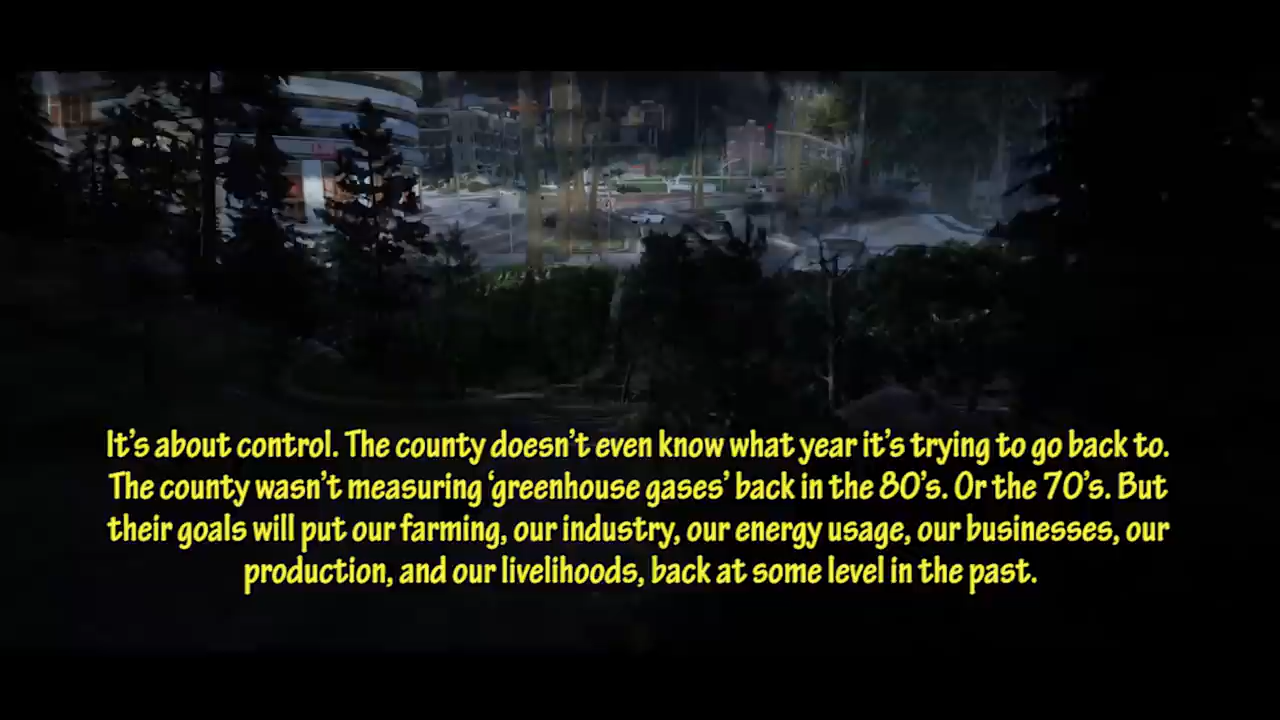 It's about control. The county doesn't even know what year it's trying to go back to.
The county wasn't measuring ‘greenhouse gases’ back in the 80's. Or the 70's. But
their goals will put our farming, our industry, our energy usage, our businesses, our
production, and our livelihoods, back at some level in the past.